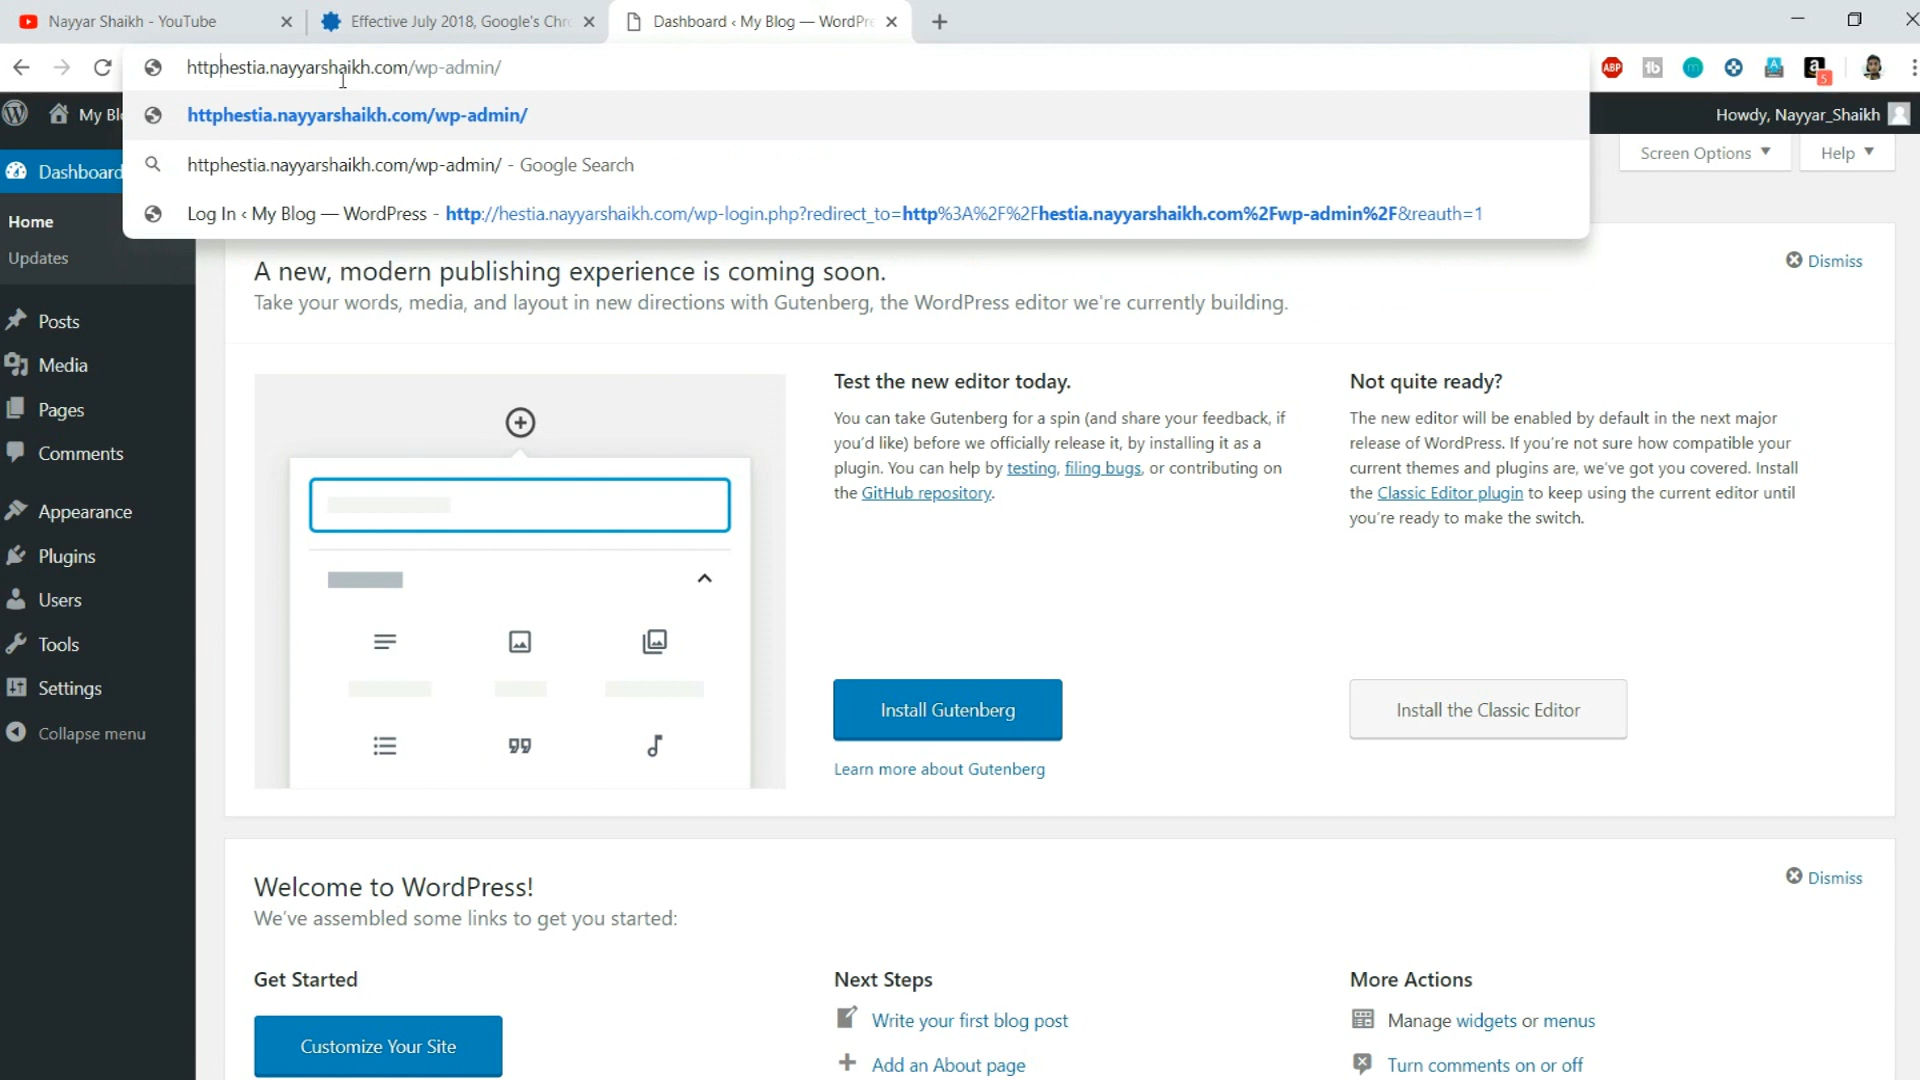 Nayyar Shaikh - YouTube
Effective July 2018, Google's Chr
Dashboard ‹ My Blog — WordPre
httphestia.nayyarshaikh.com/wp-admin/
ABP
tb
m
a
5
httphestia.nayyarshaikh.com/wp-admin/
httphestia.nayyarshaikh.com/wp-admin/ - Google Search
Log In ‹ My Blog — WordPress - http://hestia.nayyarshaikh.com/wp-login.php?redirect_to=http%3A%2F%2Fhestia.nayyarshaikh.com%2Fwp-admin%2F&reauth=1
My Blo
Howdy, Nayyar_Shaikh
Screen Options
Help
Dashboard
Home
Updates
Posts
Media
Pages
Comments
Appearance
Plugins
Users
Tools
Settings
Collapse menu
A new, modern publishing experience is coming soon.
Dismiss
Take your words, media, and layout in new directions with Gutenberg, the WordPress editor we're currently building.
Test the new editor today.
You can take Gutenberg for a spin (and share your feedback, if
you'd like) before we officially release it, by installing it as a
plugin. You can help by testing, filing bugs, or contributing on
the GitHub repository.
Install Gutenberg
Learn more about Gutenberg
Not quite ready?
The new editor will be enabled by default in the next major
release of WordPress. If you're not sure how compatible your
current themes and plugins are, we've got you covered. Install
the Classic Editor plugin to keep using the current editor until
you're ready to make the switch.
Install the Classic Editor
Welcome to WordPress!
Dismiss
We've assembled some links to get you started:
Get Started
Customize Your Site
Next Steps
Write your first blog post
Add an About page
More Actions
Manage widgets or menus
Turn comments on or off